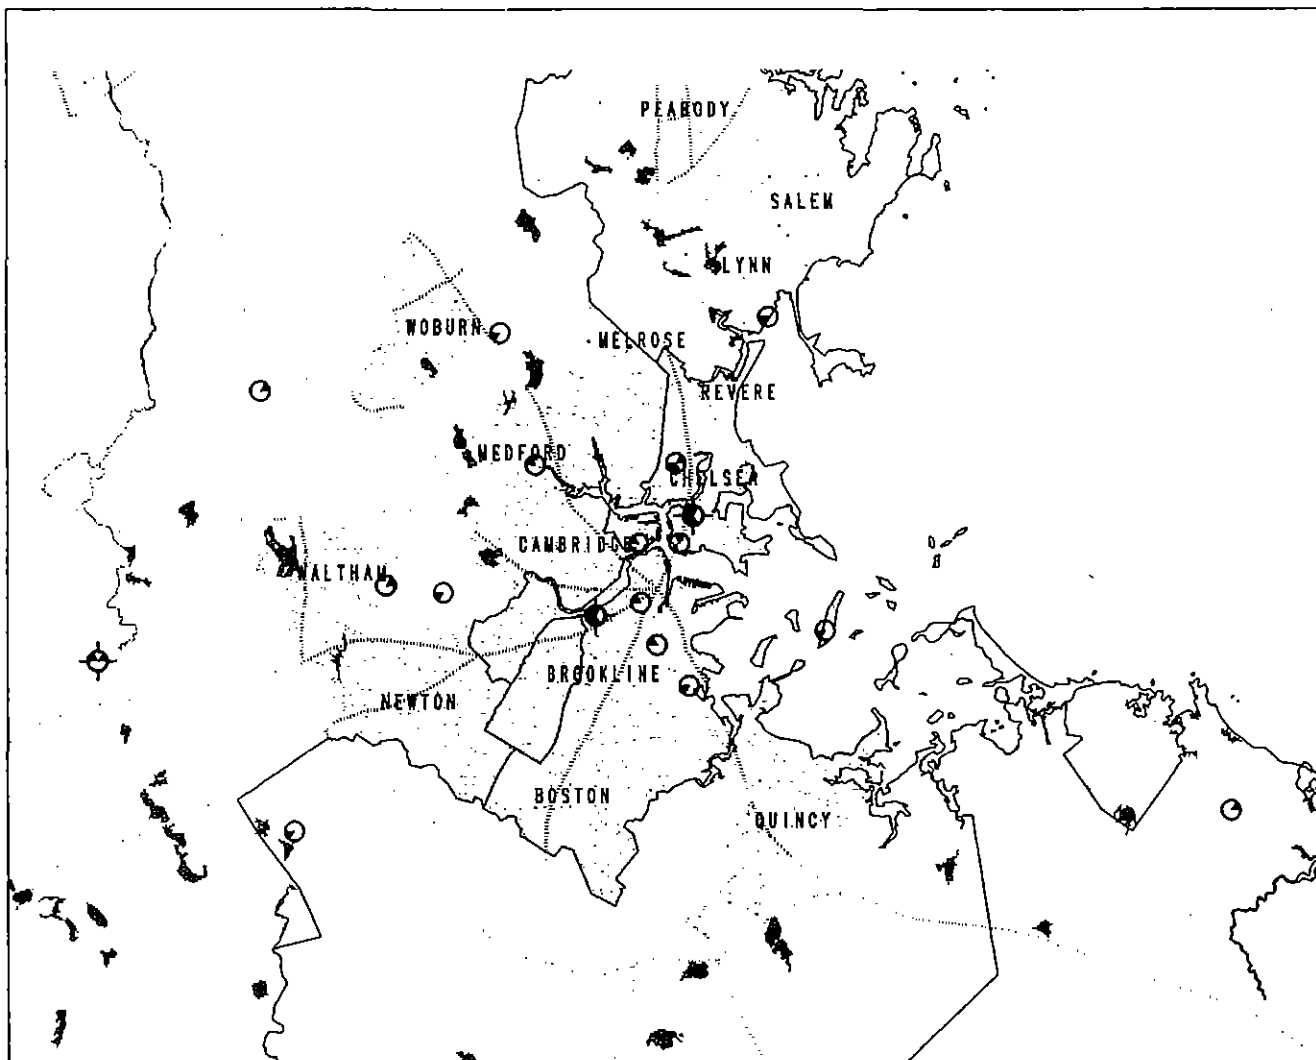 PEABODY
SALEM
LYNN
WOBURN
MELROSE
REVERE
MEDFORD
CHELSEA
CAMBRIDGE
WALTHAM
BROOKLINE
NEWTON
BOSTON
QUINCY